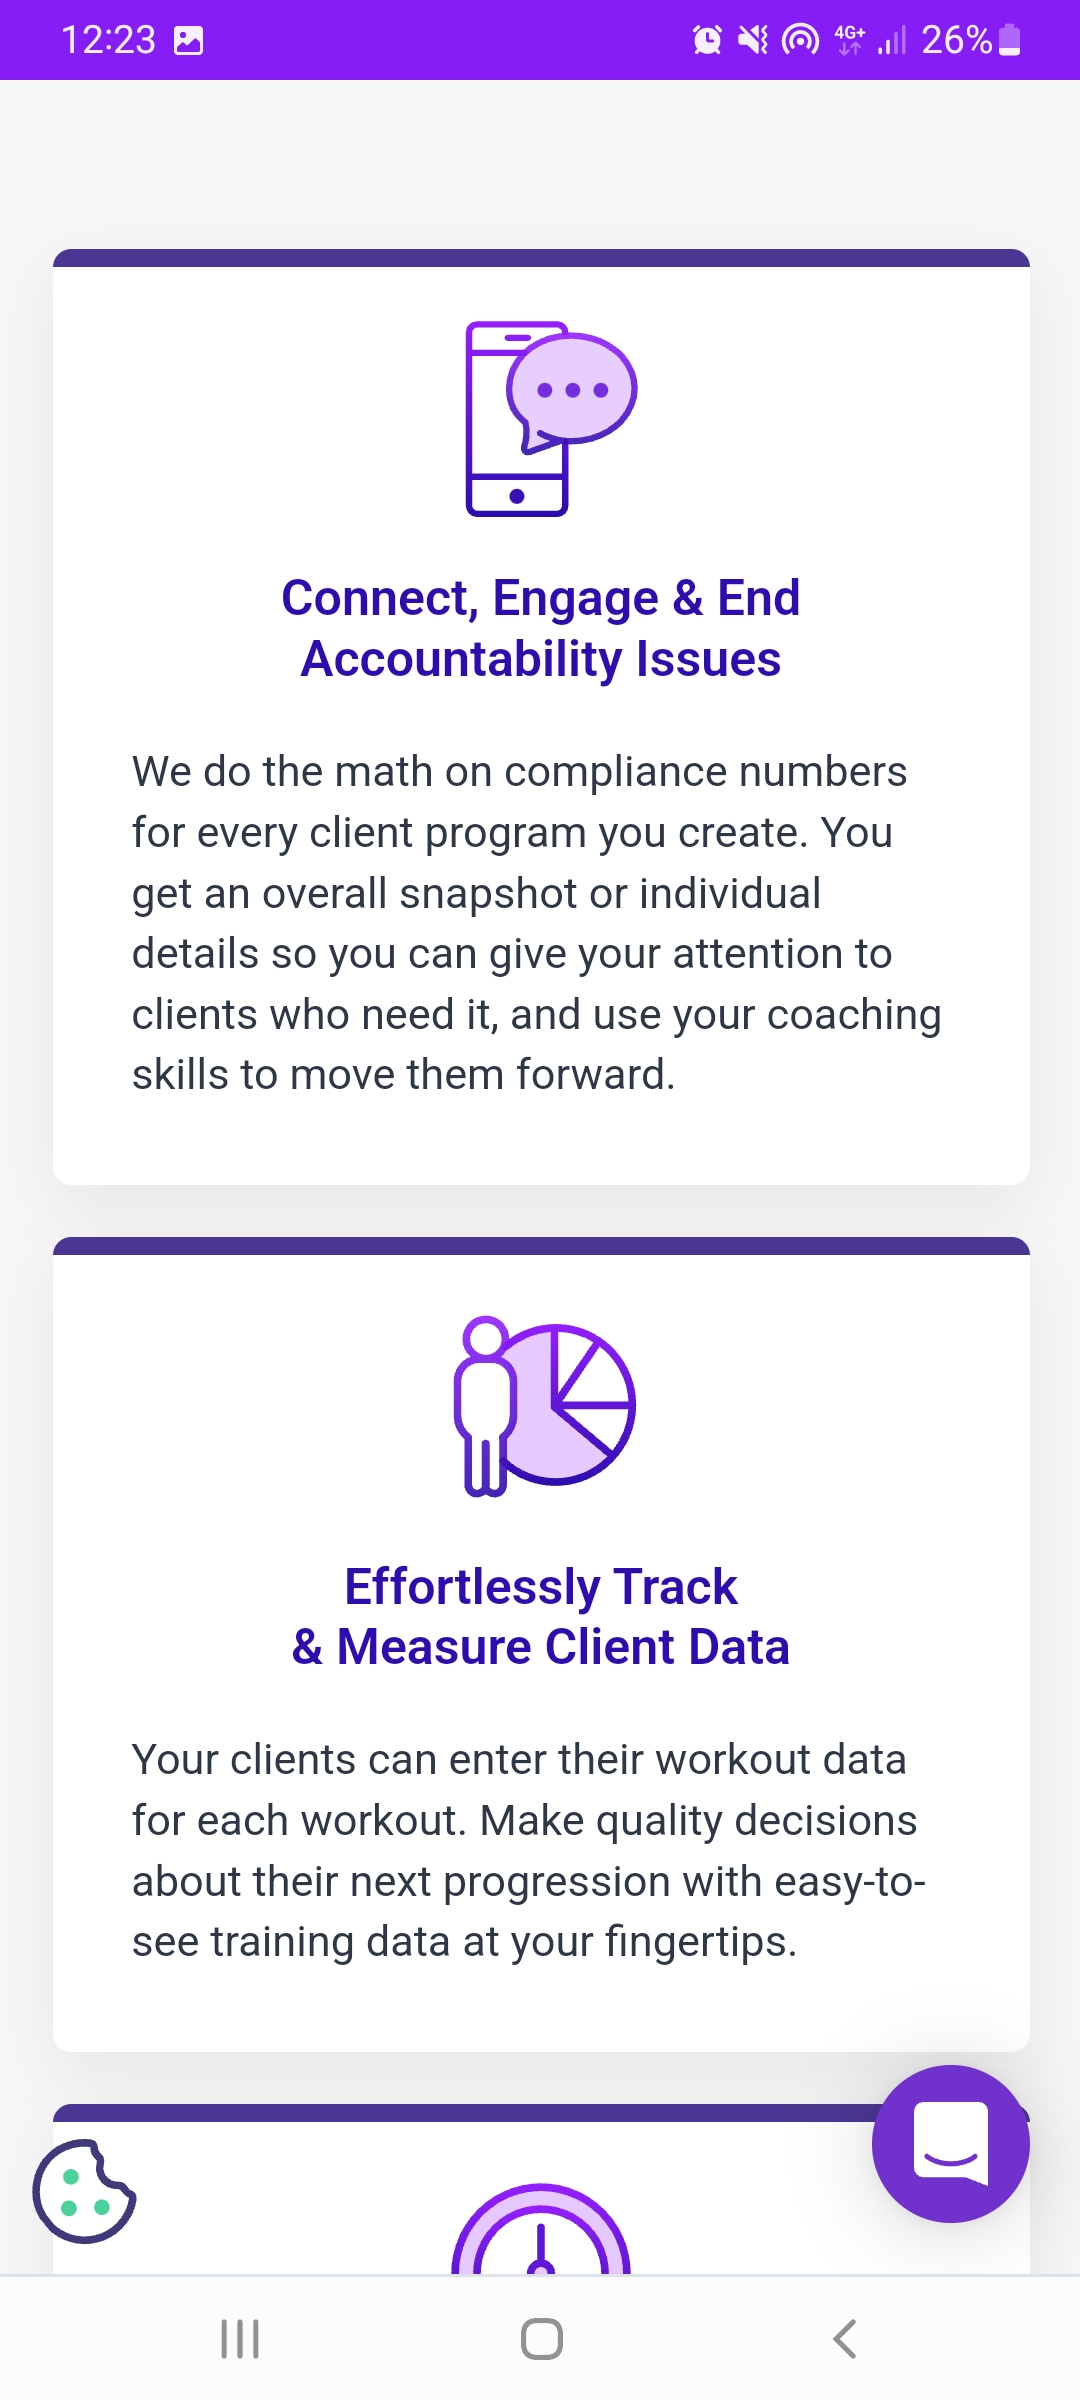 12:23
4G+
26%
Connect, Engage & End
Accountability Issues
We do the math on compliance numbers
for every client program you create. You
get an overall snapshot or individual
details so you can give your attention to
clients who need it, and use your coaching
skills to move them forward.
Effortlessly Track
& Measure Client Data
Your clients can enter their workout data
for each workout. Make quality decisions
about their next progression with easy-to-
see training data at your fingertips.